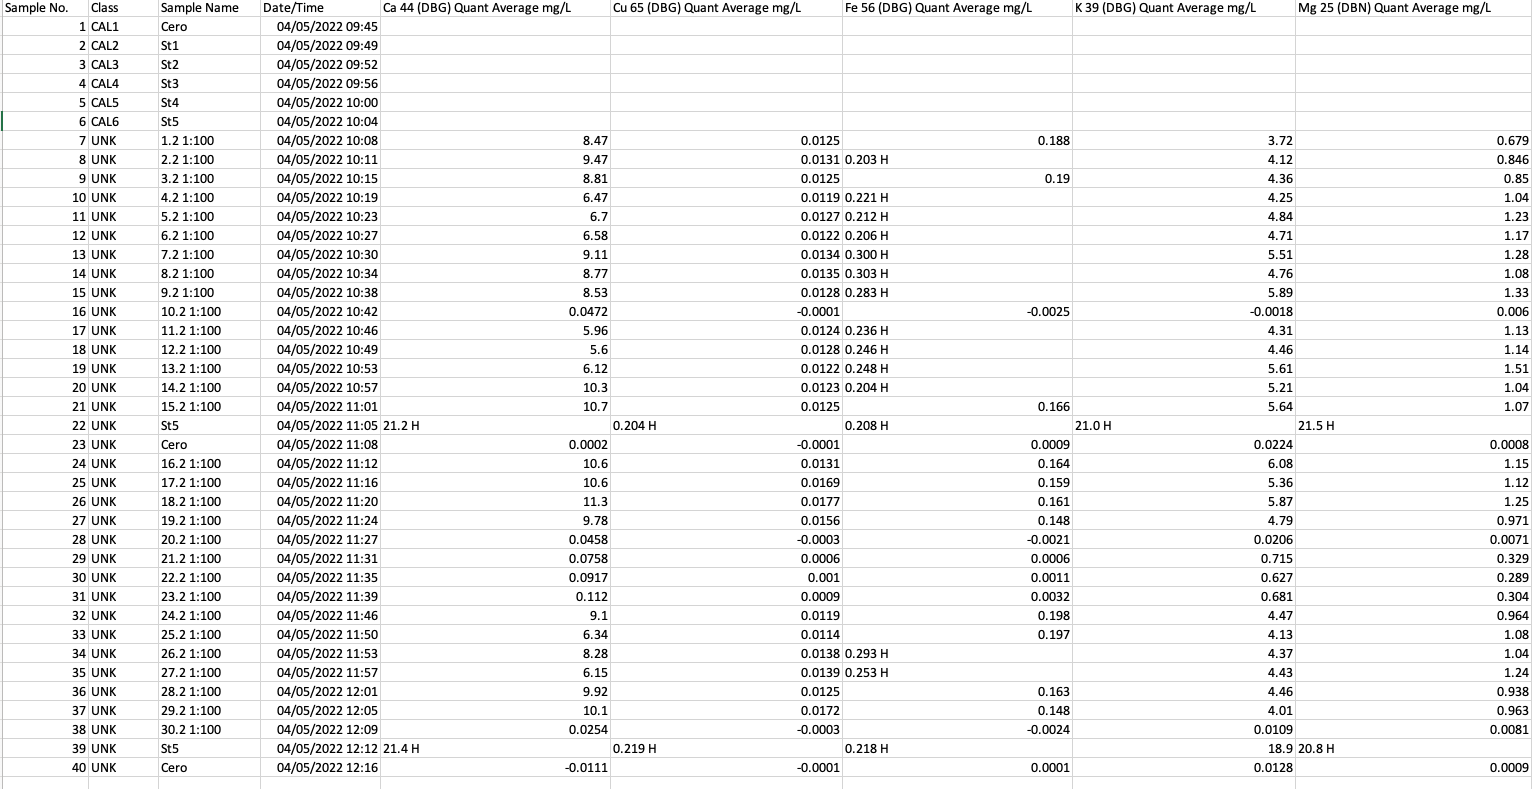 Sample No. Class Sample Name Date/Time Ca 44 (DBG) Quant Average mg/L Cu 65 (DBG) Quant Average mg/L Fe 56 (DBG) Quant Average mg/L K 39 (DBG) Quant Average mg/L Mg 25 (DBN) Quant Average mg/L
1 CAL1 Cero 04/05/2022 09:45
2 CAL2 St1 04/05/2022 09:49
3 CAL3 St2 04/05/2022 09:52
4 CAL4 St3 04/05/2022 09:56
5 CAL5 St4 04/05/2022 10:00
6 CAL6 St5 04/05/2022 10:04
7 UNK 1.2 1:100 04/05/2022 10:08 8.47 0.0125 0.188 3.72 0.679
8 UNK 2.2 1:100 04/05/2022 10:11 9.47 0.0131 0.203 H 4.12 0.846
9 UNK 3.2 1:100 04/05/2022 10:15 8.81 0.0125 0.19 4.36 0.85
10 UNK 4.2 1:100 04/05/2022 10:19 6.47 0.0119 0.221 H 4.25 1.04
11 UNK 5.2 1:100 04/05/2022 10:23 6.7 0.0127 0.212 H 4.84 1.23
12 UNK 6.2 1:100 04/05/2022 10:27 6.58 0.0122 0.206 H 4.71 1.17
13 UNK 7.2 1:100 04/05/2022 10:30 9.11 0.0134 0.300 H 5.51 1.28
14 UNK 8.2 1:100 04/05/2022 10:34 8.77 0.0135 0.303 H 4.76 1.08
15 UNK 9.2 1:100 04/05/2022 10:38 8.53 0.0128 0.283 H 5.89 1.33
16 UNK 10.2 1:100 04/05/2022 10:42 0.0472 -0.0001 -0.0025 -0.0018 0.006
17 UNK 11.2 1:100 04/05/2022 10:46 5.96 0.0124 0.236 H 4.31 1.13
18 UNK 12.2 1:100 04/05/2022 10:49 5.6 0.0128 0.246 H 4.46 1.14
19 UNK 13.2 1:100 04/05/2022 10:53 6.12 0.0122 0.248 H 5.61 1.51
20 UNK 14.2 1:100 04/05/2022 10:57 10.3 0.0123 0.204 H 5.21 1.04
21 UNK 15.2 1:100 04/05/2022 11:01 10.7 0.0125 0.166 5.64 1.07
22 UNK St5 04/05/2022 11:05 21.2 H 0.204 H 0.208 H 21.0 H 21.5 H
23 UNK Cero 04/05/2022 11:08 0.0002 -0.0001 0.0009 0.0224 0.0008
24 UNK 16.2 1:100 04/05/2022 11:12 10.6 0.0131 0.164 6.08 1.15
25 UNK 17.2 1:100 04/05/2022 11:16 10.6 0.0169 0.159 5.36 1.12
26 UNK 18.2 1:100 04/05/2022 11:20 11.3 0.0177 0.161 5.87 1.25
27 UNK 19.2 1:100 04/05/2022 11:24 9.78 0.0156 0.148 4.79 0.971
28 UNK 20.2 1:100 04/05/2022 11:27 0.0458 -0.0003 -0.0021 0.0206 0.0071
29 UNK 21.2 1:100 04/05/2022 11:31 0.0758 0.0006 0.0006 0.715 0.329
30 UNK 22.2 1:100 04/05/2022 11:35 0.0917 0.001 0.0011 0.627 0.289
31 UNK 23.2 1:100 04/05/2022 11:39 0.112 0.0009 0.0032 0.681 0.304
32 UNK 24.2 1:100 04/05/2022 11:46 9.1 0.0119 0.198 4.47 0.964
33 UNK 25.2 1:100 04/05/2022 11:50 6.34 0.0114 0.197 4.13 1.08
34 UNK 26.2 1:100 04/05/2022 11:53 8.28 0.0138 0.293 H 4.37 1.04
35 UNK 27.2 1:100 04/05/2022 11:57 6.15 0.0139 0.253 H 4.43 1.24
36 UNK 28.2 1:100 04/05/2022 12:01 9.92 0.0125 0.163 4.46 0.938
37 UNK 29.2 1:100 04/05/2022 12:05 10.1 0.0172 0.148 4.01 0.963
38 UNK 30.2 1:100 04/05/2022 12:09 0.0254 -0.0003 -0.0024 0.0109 0.0081
39 UNK St5 04/05/2022 12:12 21.4 H 0.219 H 0.218 H 18.9 20.8 H
40 UNK Cero 04/05/2022 12:16 -0.0111 -0.0001 0.0001 0.0128 0.0009